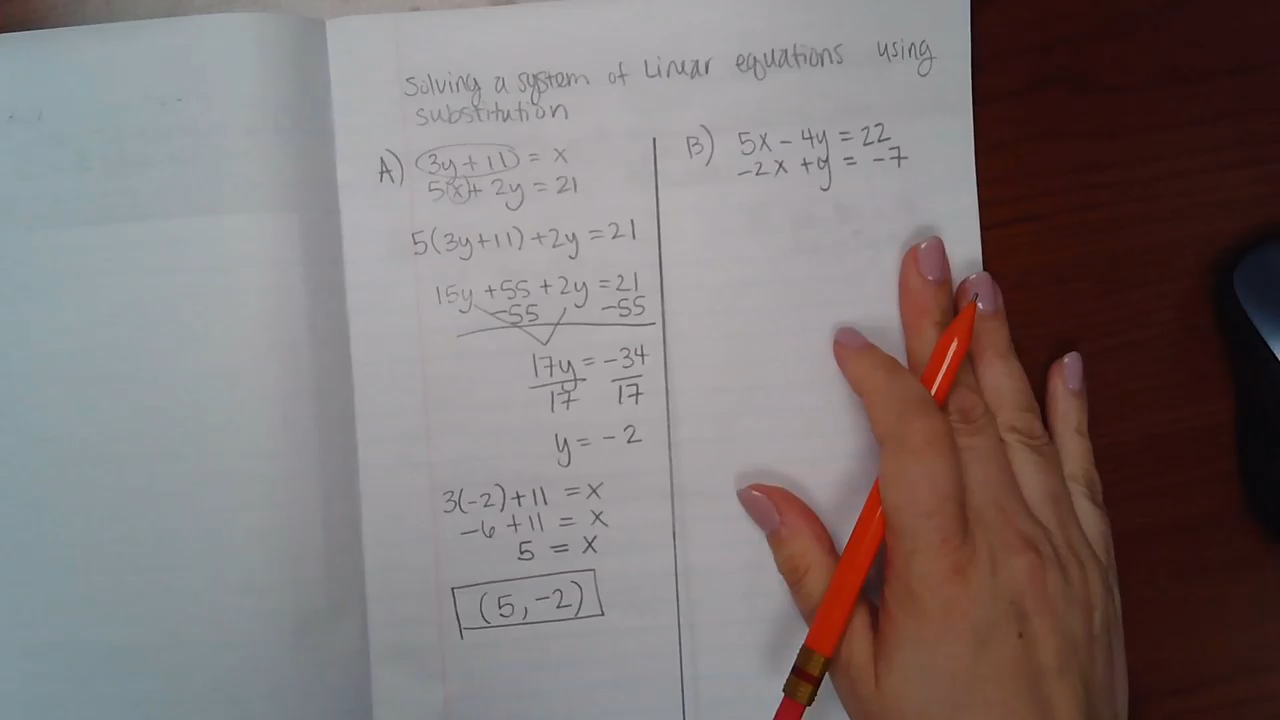 Solving a system of Linear equations using
substitution
A) 3y + 11 = x
5(x) + 2y = 21
5(3y+11) + 2y = 21
15y + 55 + 2y = 21
-55 -55
17y = -34
17 17
y = -2
3(-2) + 11 = x
-6 + 11 = x
5 = x
(5, -2)
B) 5x - 4y = 22
-2x + y = -7